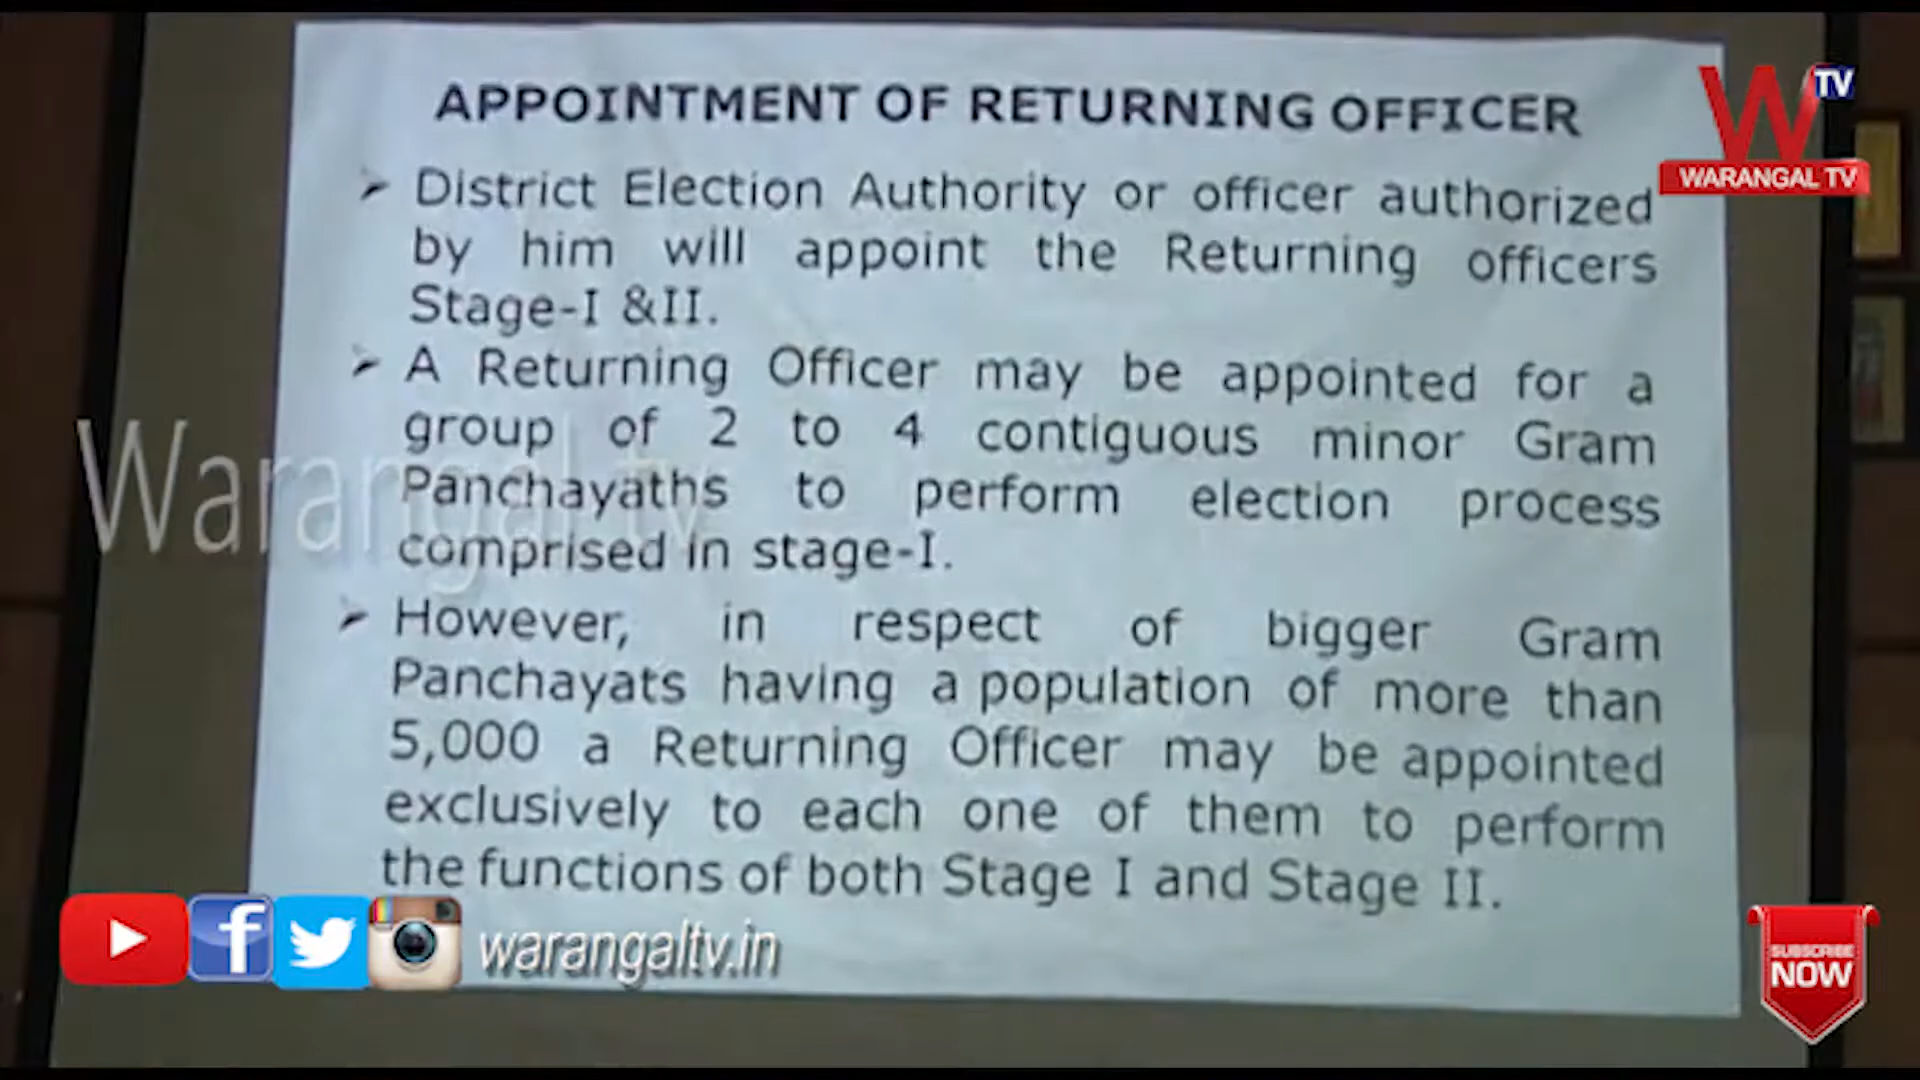 APPOINTMENT OF RETURNING OFFICER
TV
W
WARANGAL TV
➢ District Election Authority or officer authorized
by him will appoint the Returning officers
Stage-I &II.
➢ A Returning Officer may be appointed for a
group of 2 to 4 contiguous minor Gram
Panchayaths to perform election process
comprised in stage-I.
Warangal tv
➢ However, in respect of bigger Gram
Panchayats having a population of more than
5,000 a Returning Officer may be appointed
exclusively to each one of them to perform
the functions of both Stage I and Stage II.
f
warangaltv.in
SUBSCRIBE
NOW